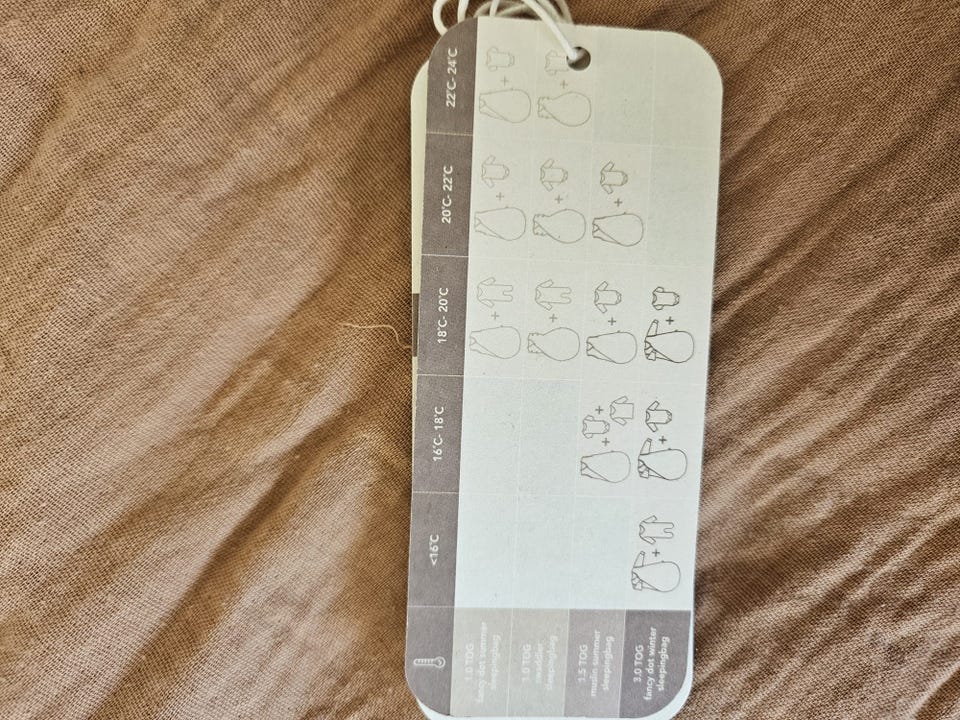 <16°C 16°C-18°C 18°C-20°C 20°C-22°C 22°C-24°C
1.0 TOG
fancy dot summer
sleepingbag
1.0 TOG
swaddler
sleepingbag
1.5 TOG
muslin summer
sleepingbag
3.0 TOG
fancy dot winter
sleepingbag